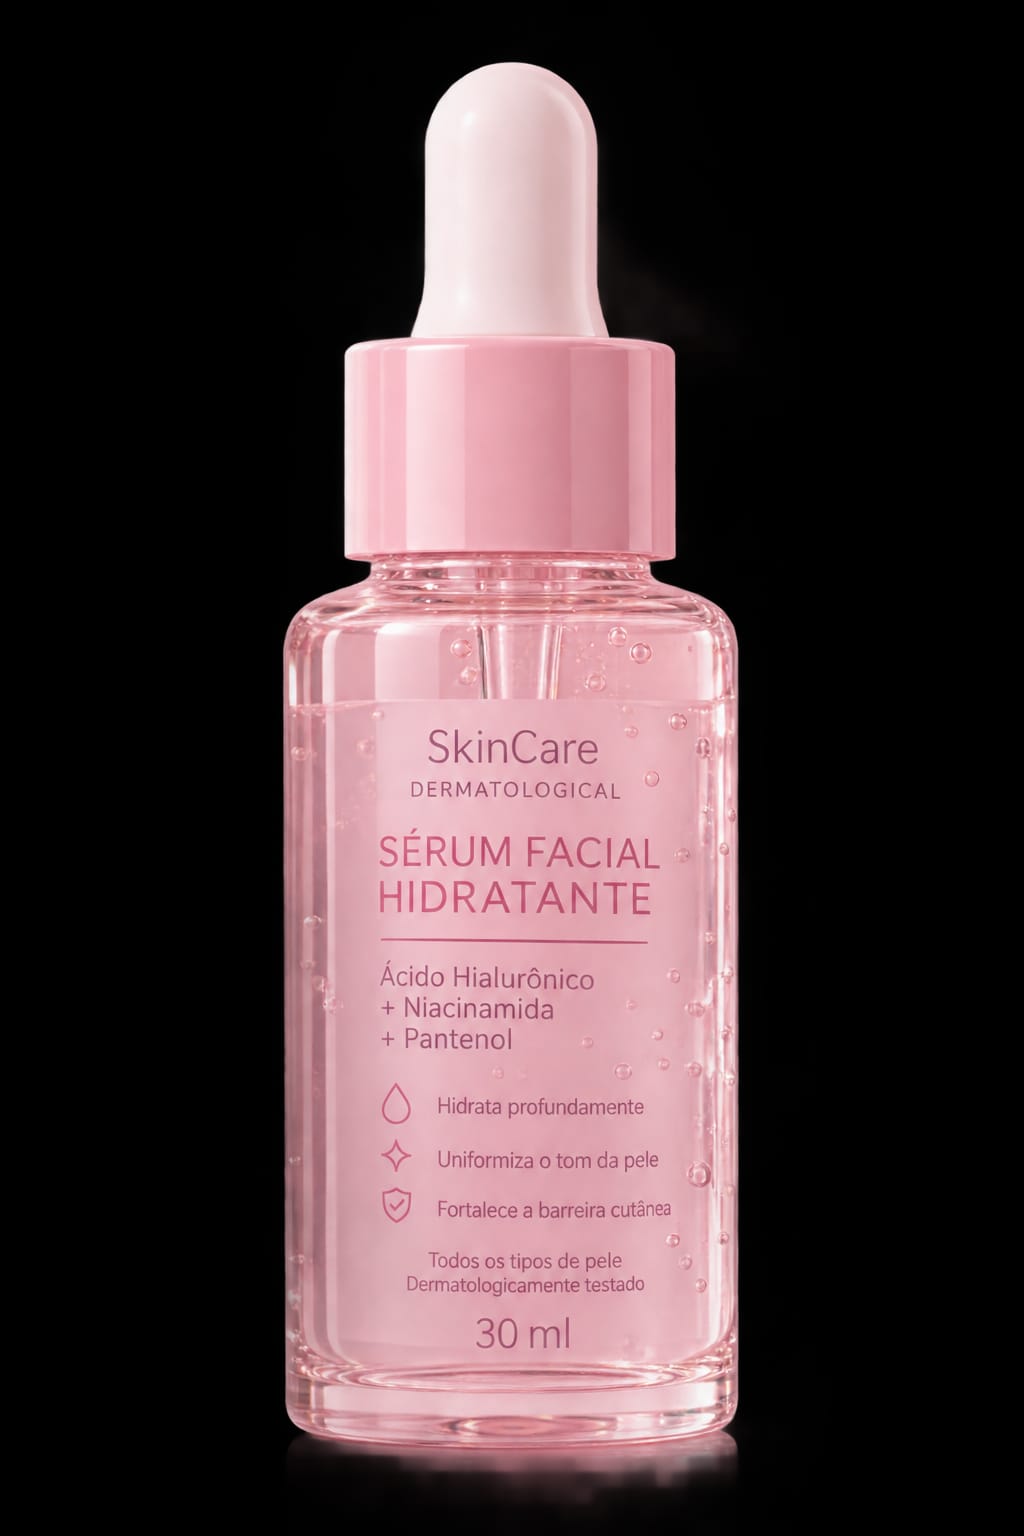 SkinCare
DERMATOLOGICAL
SÉRUM FACIAL
HIDRATANTE
Ácido Hialurônico
+ Niacinamida
+ Pantenol
Hidrata profundamente
Uniformiza o tom da pele
Fortalece a barreira cutânea
Todos os tipos de pele
Dermatologicamente testado
30 ml